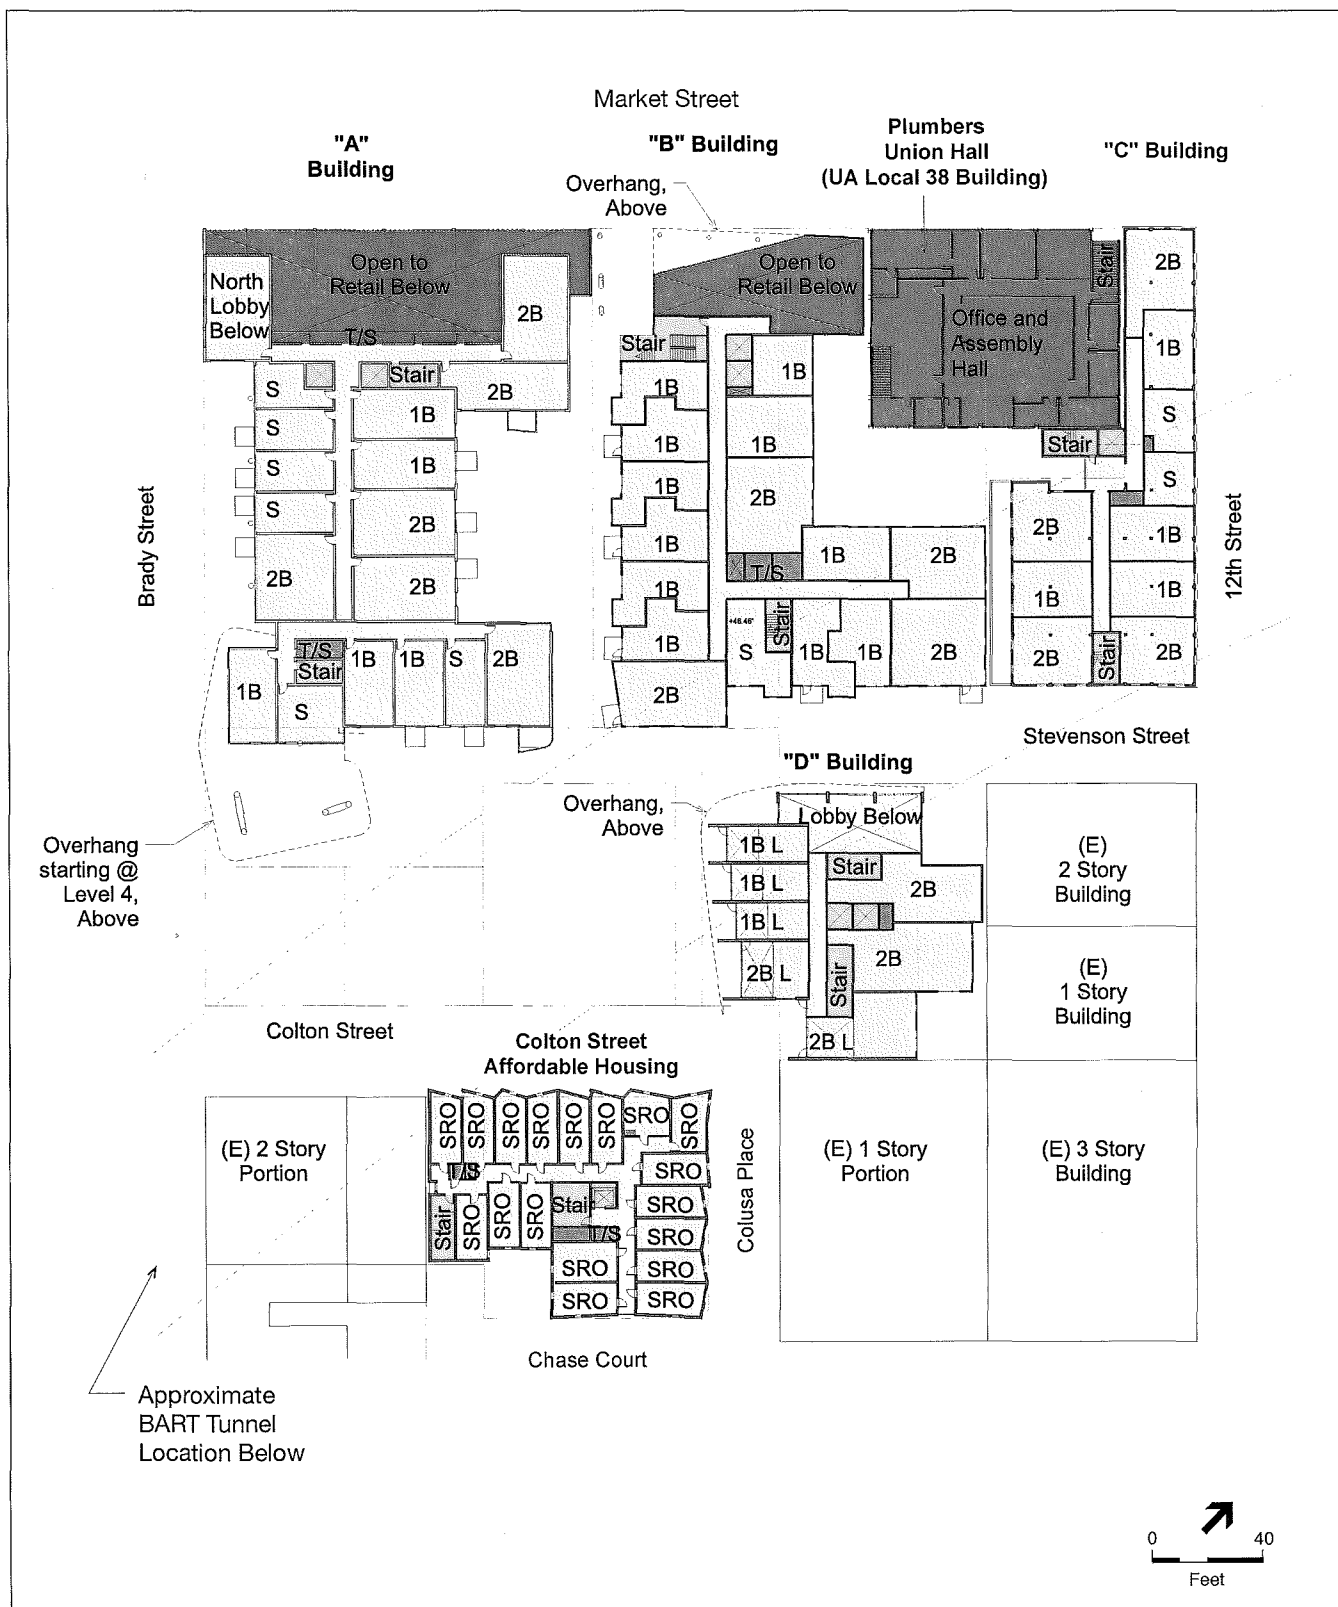 Market Street
"A"
Building
"B" Building
Plumbers
Union Hall
(UA Local 38 Building)
"C" Building
Overhang,
Above
North
Lobby
Below
Open to
Retail Below
T/S
2B
Stair
S
1B
2B
S
1B
S
2B
S
2B
2B
T/S
Stair
1B
S
1B
1B
S
2B
Brady Street
Open to
Retail Below
Stair
1B
1B
1B
1B
1B
2B
1B
T/S
1B
2B
1B
1B
+46.46"
S
Stair
1B
1B
2B
2B
Office and
Assembly
Hall
Stair
2B
1B
S
Stair
S
2B
1B
1B
1B
2B
Stair
2B
12th Street
Stevenson Street
"D" Building
Overhang,
Above
Lobby Below
1B L
Stair
1B L
2B
1B L
2B L
2B
Stair
2B L
(E)
2 Story
Building
(E)
1 Story
Building
Overhang
starting @
Level 4,
Above
Colton Street
Colton Street
Affordable Housing
(E) 2 Story
Portion
SRO
SRO
SRO
SRO
SRO
SRO
SRO
SRO
T/S
SRO
Stair
SRO
SRO
SRO
Stair
T/S
SRO
SRO
SRO
SRO
SRO
SRO
Colusa Place
(E) 1 Story
Portion
(E) 3 Story
Building
Chase Court
Approximate
BART Tunnel
Location Below
0 40
Feet